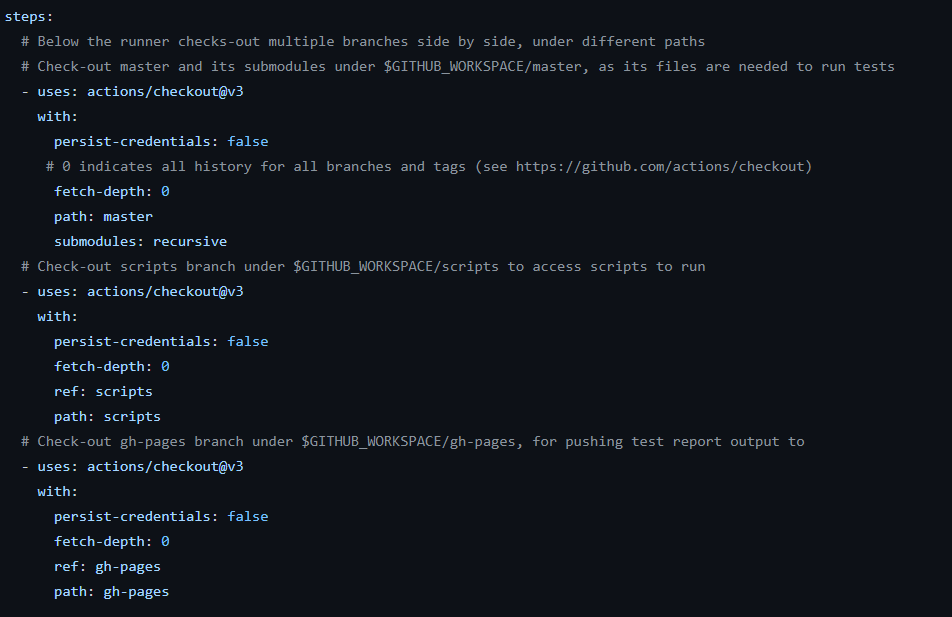 steps:
  # Below the runner checks-out multiple branches side by side, under different paths
  # Check-out master and its submodules under $GITHUB_WORKSPACE/master, as its files are needed to run tests
  - uses: actions/checkout@v3
    with:
      persist-credentials: false
     # 0 indicates all history for all branches and tags (see https://github.com/actions/checkout)
      fetch-depth: 0
      path: master
      submodules: recursive
  # Check-out scripts branch under $GITHUB_WORKSPACE/scripts to access scripts to run
  - uses: actions/checkout@v3
    with:
      persist-credentials: false
      fetch-depth: 0
      ref: scripts
      path: scripts
  # Check-out gh-pages branch under $GITHUB_WORKSPACE/gh-pages, for pushing test report output to
  - uses: actions/checkout@v3
    with:
      persist-credentials: false
      fetch-depth: 0
      ref: gh-pages
      path: gh-pages